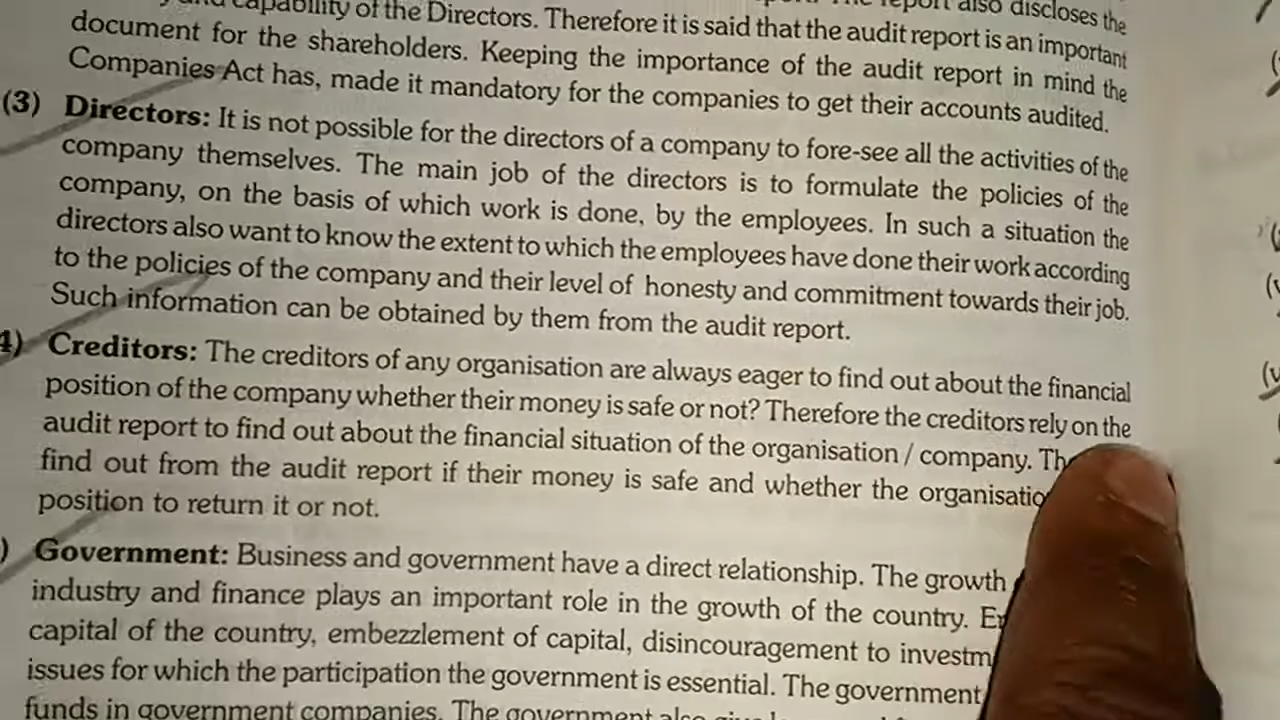 capability of the Directors. Therefore it is said that the audit report is an important
report also discloses the
document for the shareholders. Keeping the importance of the audit report in mind the
Companies Act has, made it mandatory for the companies to get their accounts audited.
(3) Directors: It is not possible for the directors of a company to fore-see all the activities of the
company themselves. The main job of the directors is to formulate the policies of the
company, on the basis of which work is done, by the employees. In such a situation the
directors also want to know the extent to which the employees have done their work according
to the policies of the company and their level of honesty and commitment towards their job.
Such information can be obtained by them from the audit report.
4) Creditors: The creditors of any organisation are always eager to find out about the financial
position of the company whether their money is safe or not? Therefore the creditors rely on the
audit report to find out about the financial situation of the organisation / company.
find out from the audit report if their money is safe and whether the
position to return it or not.
) Government: Business and government have a direct relationship. The growth
industry and finance plays an important role in the growth of the country.
capital of the country, embezzlement of capital, disincouragement to
issues for which the participation the government is essential. The government
funds in government companies. The government also